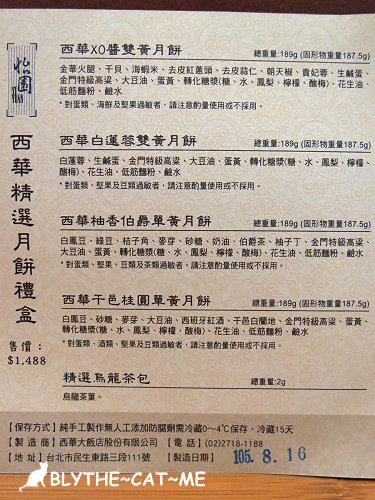 怡園
西華精選月餅禮盒
售價：
$1,488
西華XO醬雙黃月餅 總重量:189g (固形物重量187.5g)
金華火腿、干貝、海蝦米、去皮紅蔥頭、去皮蒜仁、朝天椒、貴妃蓉、生鹹蛋、
金門特級高粱、大豆油、蛋黃、轉化糖漿(糖、水、鳳梨、檸檬、酸梅)、花生油、
低筋麵粉、鹼水
*對蛋類、海鮮及堅果過敏者，請注意酌量使用或不採用。
西華白蓮蓉雙黃月餅 總重量:189g (固形物重量187.5g)
白蓮蓉、生鹹蛋、金門特級高粱、大豆油、蛋黃、轉化糖漿(糖、水、鳳梨、檸檬、
酸梅)、花生油、低筋麵粉、鹼水
*對蛋類、堅果及豆類過敏者，請注意酌量使用或不採用。
西華柚香伯爵單黃月餅 總重量:189g (固形物重量187.5g)
白鳳豆、綠豆、桔子角、麥芽、砂糖、奶油、伯爵茶、柚子丁、金門特級高粱、
大豆油、蛋黃、轉化糖漿(糖、水、鳳梨、檸檬、酸梅)、花生油、低筋麵粉、鹼水
*對蛋類、堅果、豆類及茶類過敏者，請注意酌量使用或不採用。
西華干邑桂圓單黃月餅 總重量:189g (固形物重量187.5g)
白鳳豆、砂糖、麥芽、大豆油、西班牙紅酒、干邑白蘭地、金門特級高粱、蛋黃、
轉化糖漿(糖、水、鳳梨、檸檬、酸梅)、花生油、低筋麵粉、鹼水
*對蛋類、酒類、堅果及豆類過敏者，請注意酌量使用或不採用。
精選烏龍茶包 總重量:2g
烏龍茶葉。
【保存方式】純手工製作無人工添加防腐劑需冷藏0～4℃保存，冷藏15天
【製造商】西華大飯店股份有限公司 【電話】(02)2718-1188
【地址】台北市民生東路三段111號 【製造日期】 105. 8. 16
BLYTHE~CAT~ME